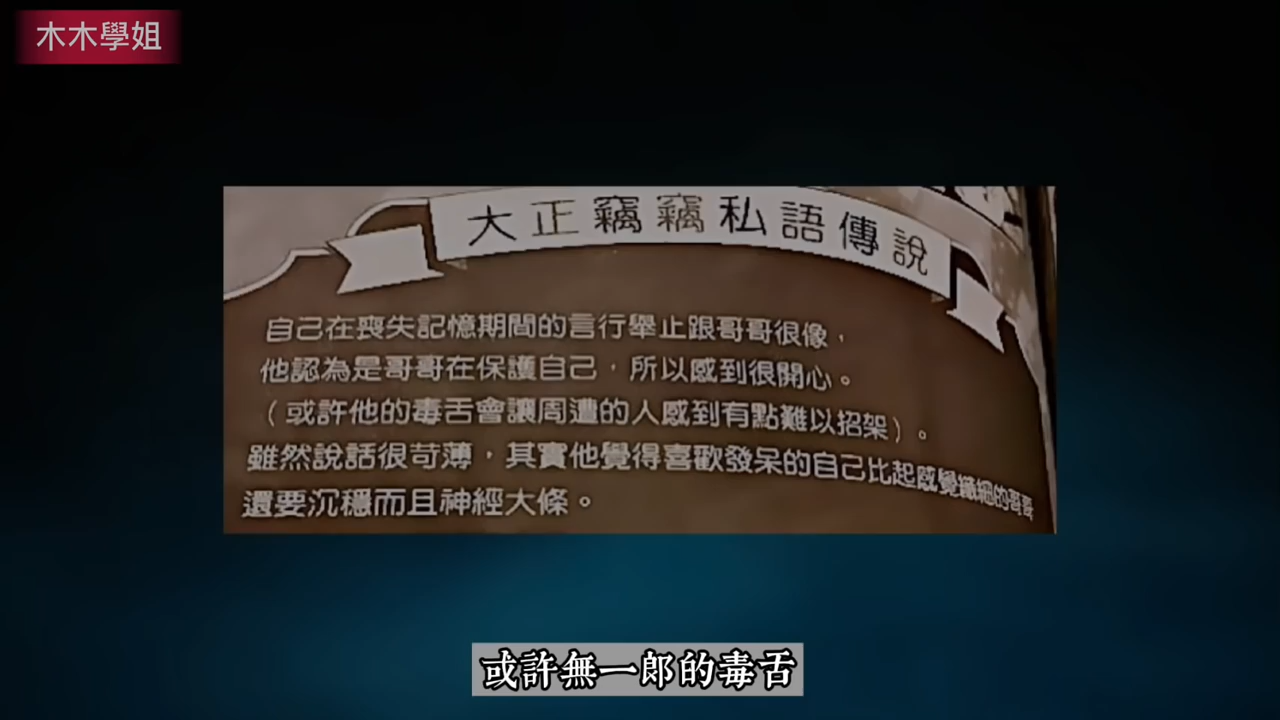 木木學姐
大正竊竊私語傳說
自己在喪失記憶期間的言行舉止跟哥哥很像，
他認為是哥哥在保護自己，所以感到很開心。
（或許他的毒舌會讓周遭的人感到有點難以招架）。
雖然說話很苛薄，其實他覺得喜歡發呆的自己比起感覺纖細的哥哥
還要沉穩而且神經大條。
或許無一郎的毒舌